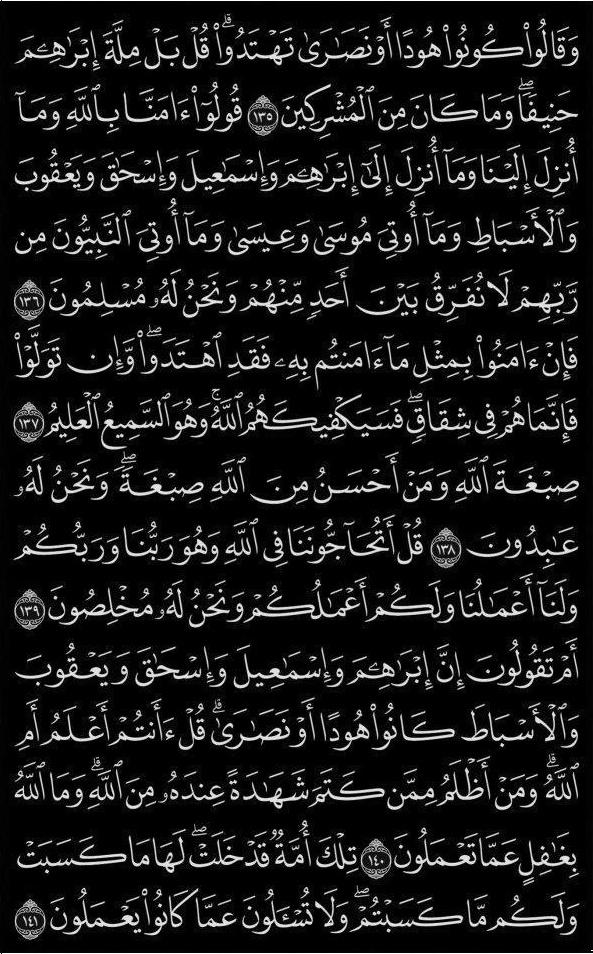 وَقَالُوا۟ كُونُوا۟ هُودًا أَوْ نَصَٰرَىٰ تَهْتَدُوا۟ ۗ قُلْ بَلْ مِلَّةَ إِبْرَٰهِـۧمَ
حَنِيفًا ۖ وَمَا كَانَ مِنَ ٱلْمُشْرِكِينَ ١٣٥ قُولُوٓا۟ ءَامَنَّا بِٱللَّهِ وَمَآ
أُنزِلَ إِلَيْنَا وَمَآ أُنزِلَ إِلَىٰٓ إِبْرَٰهِـۧمَ وَإِسْمَٰعِيلَ وَإِسْحَٰقَ وَيَعْقُوبَ
وَٱلْأَسْبَاطِ وَمَآ أُوتِىَ مُوسَىٰ وَعِيسَىٰ وَمَآ أُوتِىَ ٱلنَّبِيُّونَ مِن
رَّبِّهِمْ لَا نُفَرِّقُ بَيْنَ أَحَدٍ مِّنْهُمْ وَنَحْنُ لَهُۥ مُسْلِمُونَ ١٣٦
فَإِنْ ءَامَنُوا۟ بِمِثْلِ مَآ ءَامَنتُم بِهِۦ فَقَدِ ٱهْتَدَوا۟ ۖ وَّإِن تَوَلَّوْا۟
فَإِنَّمَا هُمْ فِى شِقَاقٍ ۖ فَسَيَكْفِيكَهُمُ ٱللَّهُ ۚ وَهُوَ ٱلسَّمِيعُ ٱلْعَلِيمُ ١٣٧
صِبْغَةَ ٱللَّهِ ۖ وَمَنْ أَحْسَنُ مِنَ ٱللَّهِ صِبْغَةً ۖ وَنَحْنُ لَهُۥ
عَٰبِدُونَ ١٣٨ قُلْ أَتُحَآجُّونَنَا فِى ٱللَّهِ وَهُوَ رَبُّنَا وَرَبُّكُمْ
وَلَنَآ أَعْمَٰلُنَا وَلَكُمْ أَعْمَٰلُكُمْ وَنَحْنُ لَهُۥ مُخْلِصُونَ ١٣٩
أَمْ تَقُولُونَ إِنَّ إِبْرَٰهِـۧمَ وَإِسْمَٰعِيلَ وَإِسْحَٰقَ وَيَعْقُوبَ
وَٱلْأَسْبَاطَ كَانُوا۟ هُودًا أَوْ نَصَٰرَىٰ ۗ قُلْ ءَأَنتُمْ أَعْلَمُ أَمِ
ٱللَّهُ ۗ وَمَنْ أَظْلَمُ مِمَّن كَتَمَ شَهَٰدَةً عِندَهُۥ مِنَ ٱللَّهِ ۗ وَمَا ٱللَّهُ
بِغَٰفِلٍ عَمَّا تَعْمَلُونَ ١٤٠ تِلْكَ أُمَّةٌ قَدْ خَلَتْ ۖ لَهَا مَا كَسَبَتْ
وَلَكُم مَّا كَسَبْتُمْ ۖ وَلَا تُسْـَٔلُونَ عَمَّا كَانُوا۟ يَعْمَلُونَ ١٤١